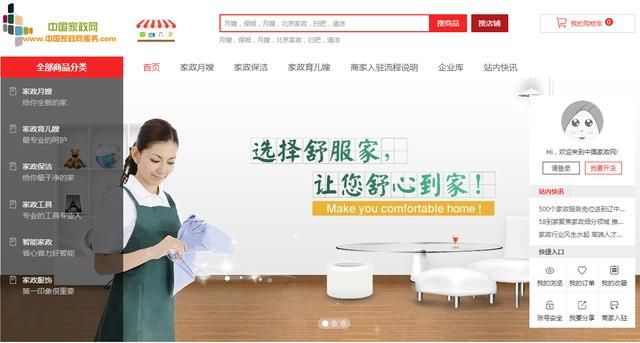 中国家政网
www.中国家政网服务.com
月嫂，保姆，月嫂，北京家政，扫把，清洁
搜商品
搜店铺
我的购物车 0
月嫂，保姆，月嫂，北京家政，扫把，清洁
全部商品分类
首页
家政月嫂
家政保洁
家政育儿嫂
商家入驻流程说明
企业库
站内快讯
家政月嫂
给你全新的家
家政育儿嫂
最专业的呵护
家政保洁
给你最干净的家
家政工具
专业的工具专业人
智能家政
省心省力好智能
家政服饰
第一印象很重要
选择舒服家,
让您舒心到家!
Make you comfortable home !
Hi，欢迎来到中国家政网!
请登录
我要开店
站内快讯
500个家政服务岗位送到辽中...
58到家聚焦家政细分领域 推...
家政行业风生水起 高端人才...
快捷入口
我的浏览
我的订单
我的收藏
账号安全
我要分享
商家入驻